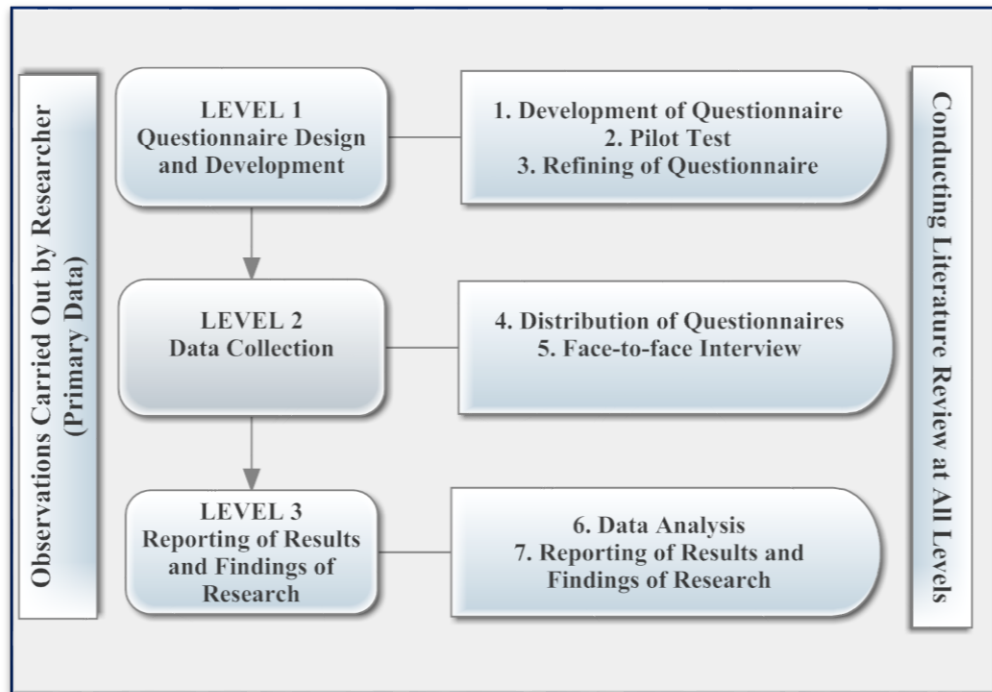 Observations Carried Out by Researcher
(Primary Data)
LEVEL 1
Questionnaire Design
and Development
1. Development of Questionnaire
2. Pilot Test
3. Refining of Questionnaire
LEVEL 2
Data Collection
4. Distribution of Questionnaires
5. Face-to-face Interview
LEVEL 3
Reporting of Results
and Findings of
Research
6. Data Analysis
7. Reporting of Results and
Findings of Research
Conducting Literature Review at All Levels